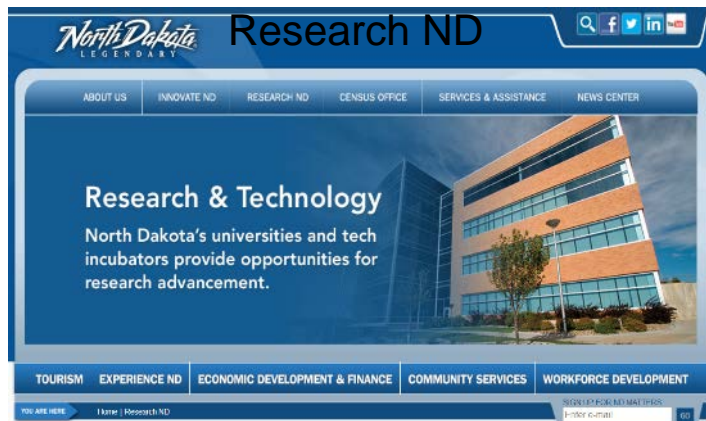 North Dakota
LEGENDARY
Research ND
You Tube
ABOUT US INNOVATE ND RESEARCH ND CENSUS OFFICE SERVICES & ASSISTANCE NEWS CENTER
Research & Technology
North Dakota's universities and tech
incubators provide opportunities for
research advancement.
TOURISM EXPERIENCE ND ECONOMIC DEVELOPMENT & FINANCE COMMUNITY SERVICES WORKFORCE DEVELOPMENT
YOU ARE HERE Home | Research ND
SIGN UP FOR ND MATTERS
Enter e-mail GO